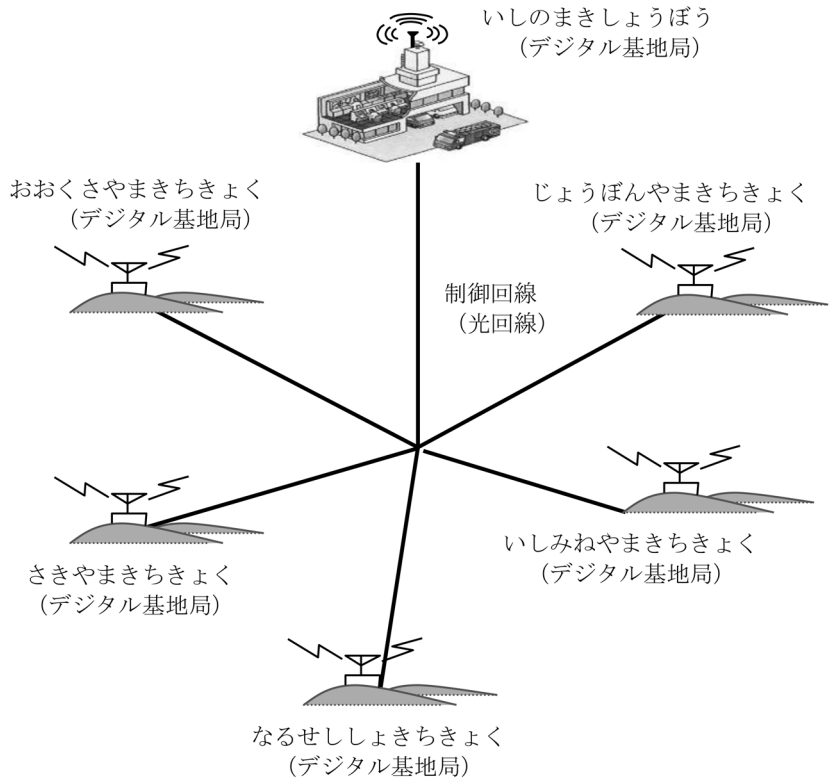 いしのまきしょうぼう
（デジタル基地局）
おおくさやまきちきょく
（デジタル基地局）
じょうぼんやまきちきょく
（デジタル基地局）
制御回線
（光回線）
さきやまきちきょく
（デジタル基地局）
いしみねやまきちきょく
（デジタル基地局）
なるせししょきちきょく
（デジタル基地局）